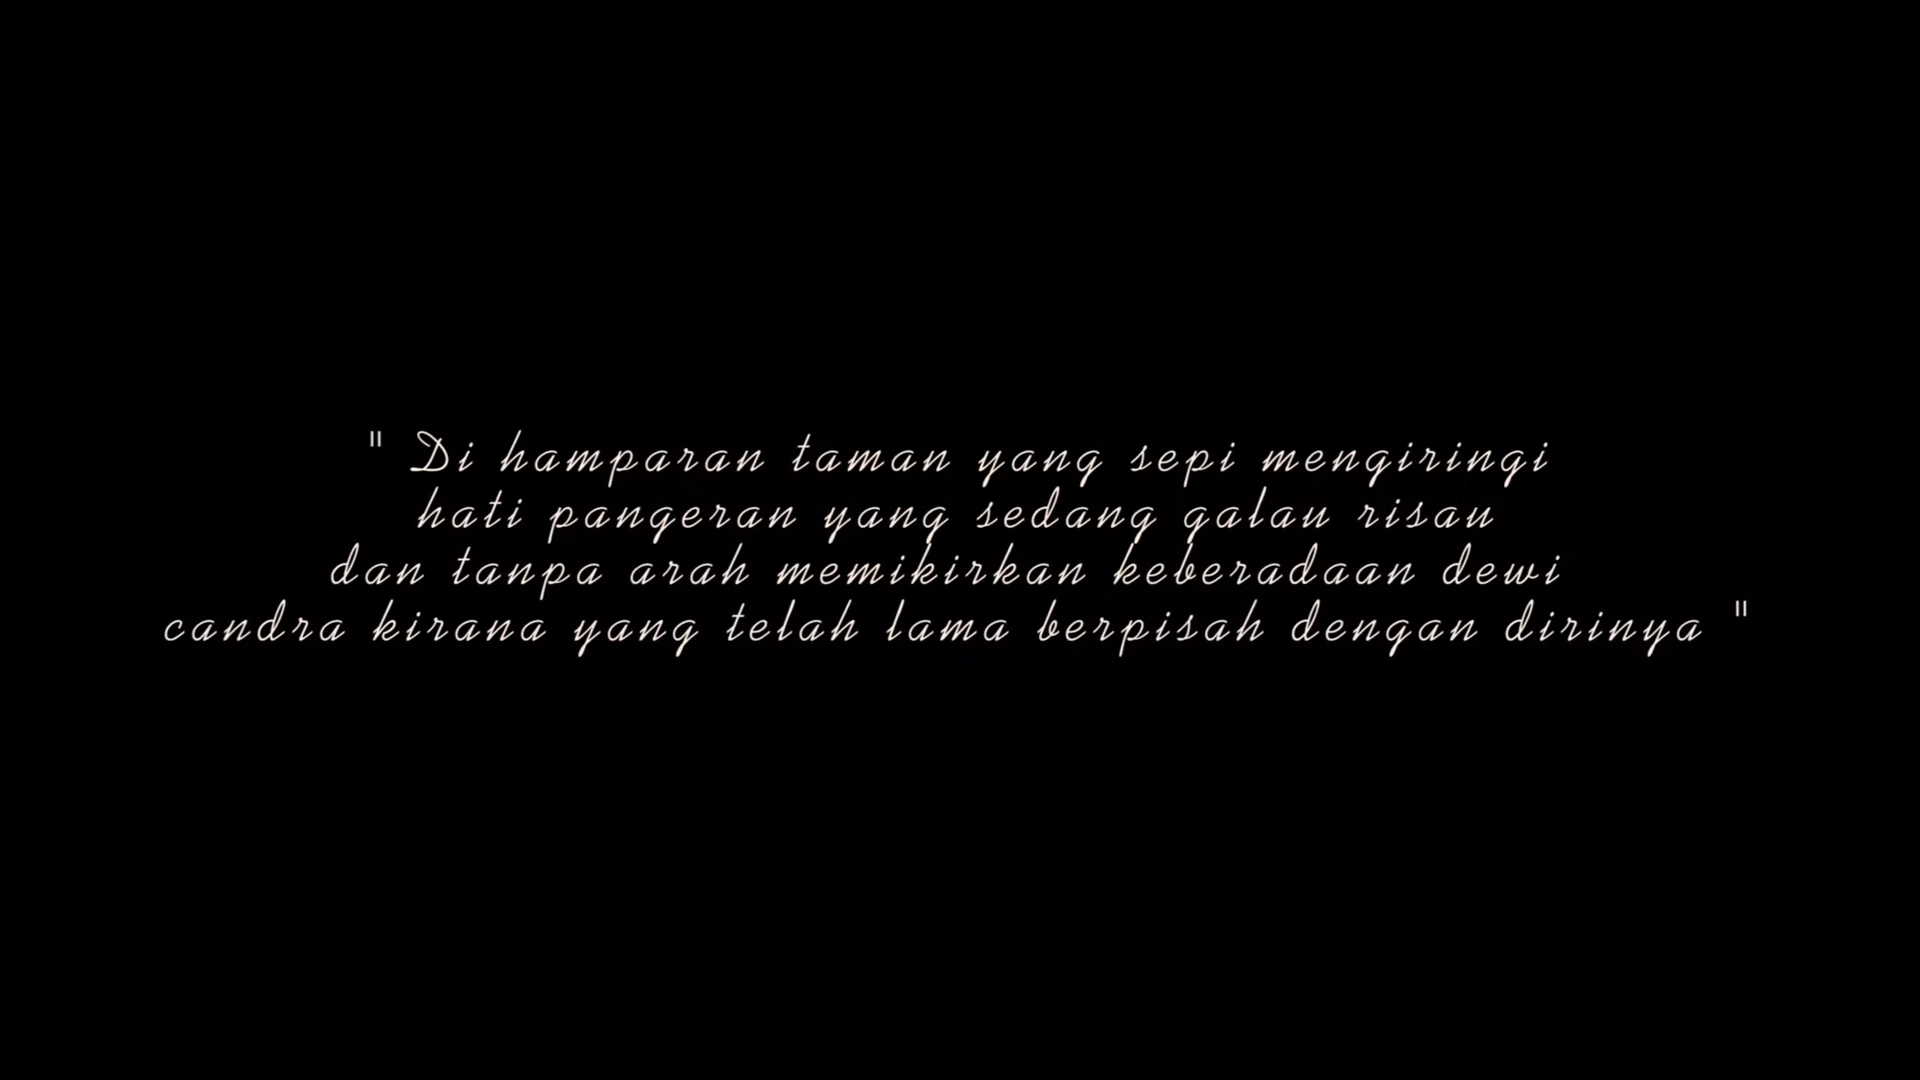 " Di hamparan taman yang sepi mengiringi
hati pangeran yang sedang galau risau
dan tanpa arah memikirkan keberadaan dewi
candra kirana yang telah lama berpisah dengan dirinya "